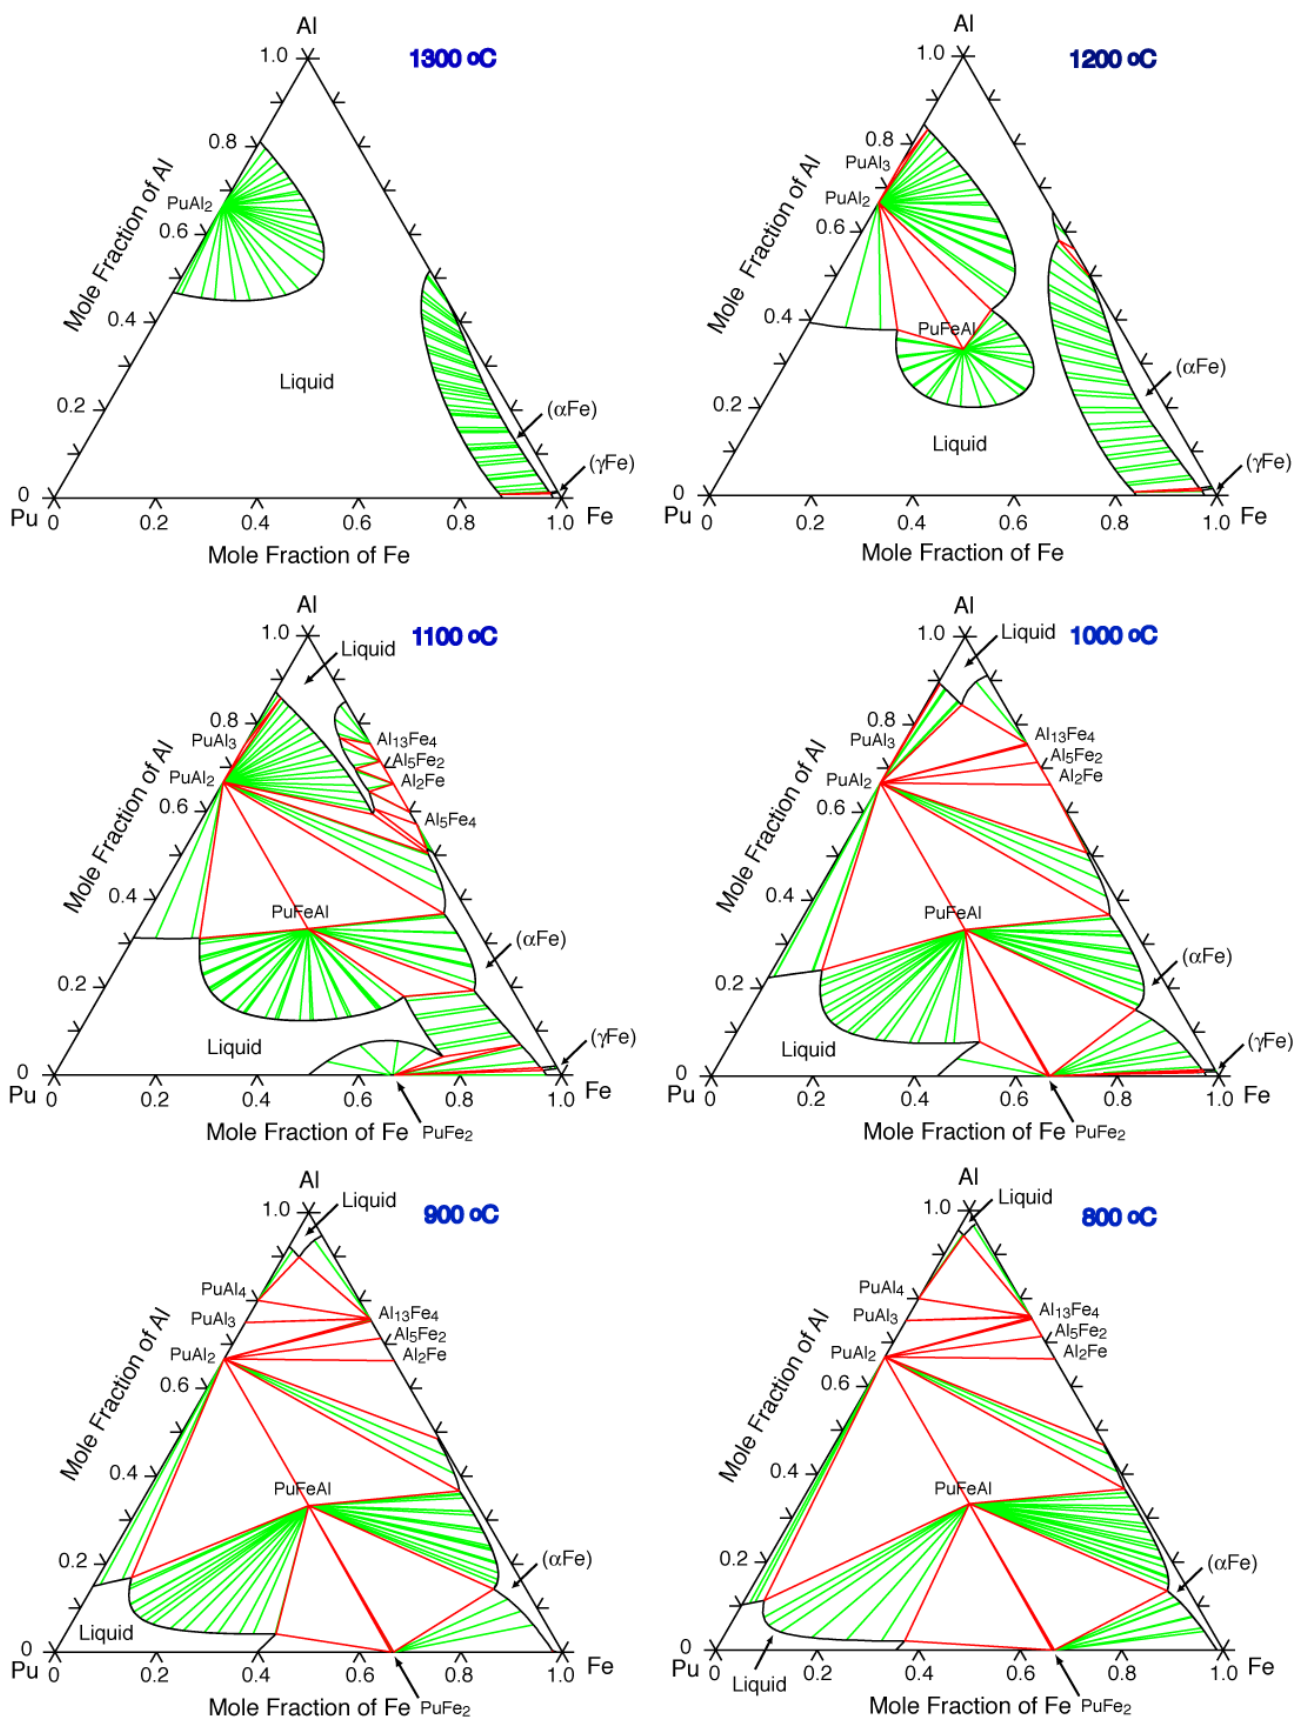 Al
1300 oC
1.0
0.8
PuAl2
0.6
0.4
0.2
0
Mole Fraction of Al
Liquid
(αFe)
(γFe)
Pu
0
0.2
0.4
0.6
0.8
1.0
Fe
Mole Fraction of Fe
Al
1200 oC
1.0
0.8
PuAl3
PuAl2
0.6
0.4
0.2
0
Mole Fraction of Al
PuFeAl
Liquid
(αFe)
(γFe)
Pu
0
0.2
0.4
0.6
0.8
1.0
Fe
Mole Fraction of Fe
Al
1100 oC
1.0
Liquid
0.8
PuAl3
PuAl2
0.6
0.4
0.2
0
Mole Fraction of Al
Al13Fe4
Al5Fe2
Al2Fe
Al5Fe4
PuFeAl
(αFe)
Liquid
(γFe)
Pu
0
0.2
0.4
0.6
0.8
1.0
Fe
Mole Fraction of Fe
PuFe2
Al
1000 oC
1.0
Liquid
0.8
PuAl3
PuAl2
0.6
0.4
0.2
0
Mole Fraction of Al
Al13Fe4
Al5Fe2
Al2Fe
PuFeAl
(αFe)
Liquid
(γFe)
Pu
0
0.2
0.4
0.6
0.8
1.0
Fe
Mole Fraction of Fe
PuFe2
Al
900 oC
1.0
Liquid
PuAl4
PuAl3
PuAl2
0.6
0.4
0.2
0
Mole Fraction of Al
Al13Fe4
Al5Fe2
Al2Fe
PuFeAl
(αFe)
Liquid
Pu
0
0.2
0.4
0.6
0.8
1.0
Fe
Mole Fraction of Fe
PuFe2
Al
800 oC
1.0
Liquid
PuAl4
PuAl3
PuAl2
0.6
0.4
0.2
0
Mole Fraction of Al
Al13Fe4
Al5Fe2
Al2Fe
PuFeAl
(αFe)
Liquid
Pu
0
0.2
0.4
0.6
0.8
1.0
Fe
Mole Fraction of Fe
PuFe2